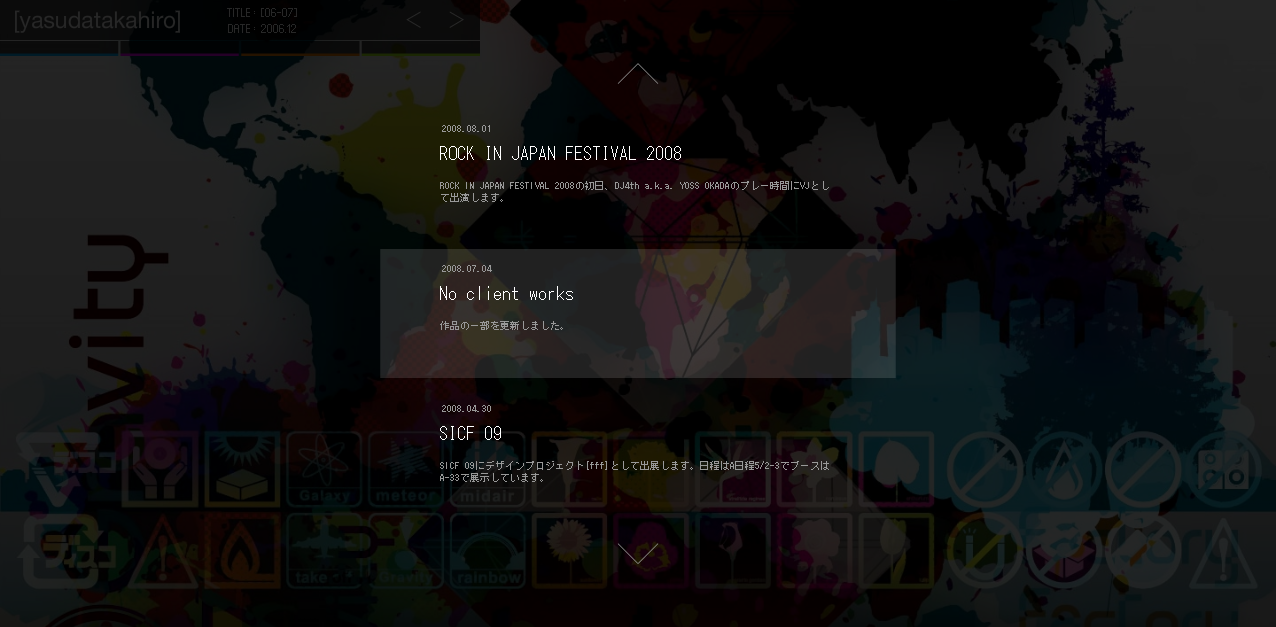 [yasudatakahiro]
TITLE : [06-07]
DATE : 2006.12
< >
2008.08.01
ROCK IN JAPAN FESTIVAL 2008
ROCK IN JAPAN FESTIVAL 2008の初日、DJ4th a.k.a. YOSS OKADAのプレー時間にVJとし
て出演します。
2008.07.04
No client works
作品の一部を更新しました。
2008.04.30
SICF 09
SICF 09にデザインプロジェクト[fff]として出展します。日程はA日程5/2-3でブースは
A-33で展示しています。
vity
Galaxy
meteor
midair
take
Gravity
rainbow